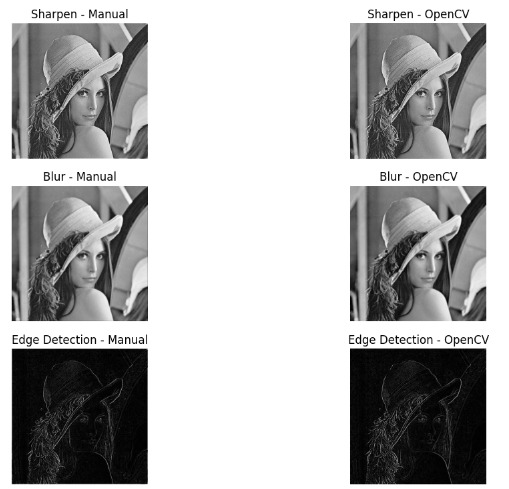 Sharpen - Manual
Sharpen - OpenCV
Blur - Manual
Blur - OpenCV
Edge Detection - Manual
Edge Detection - OpenCV